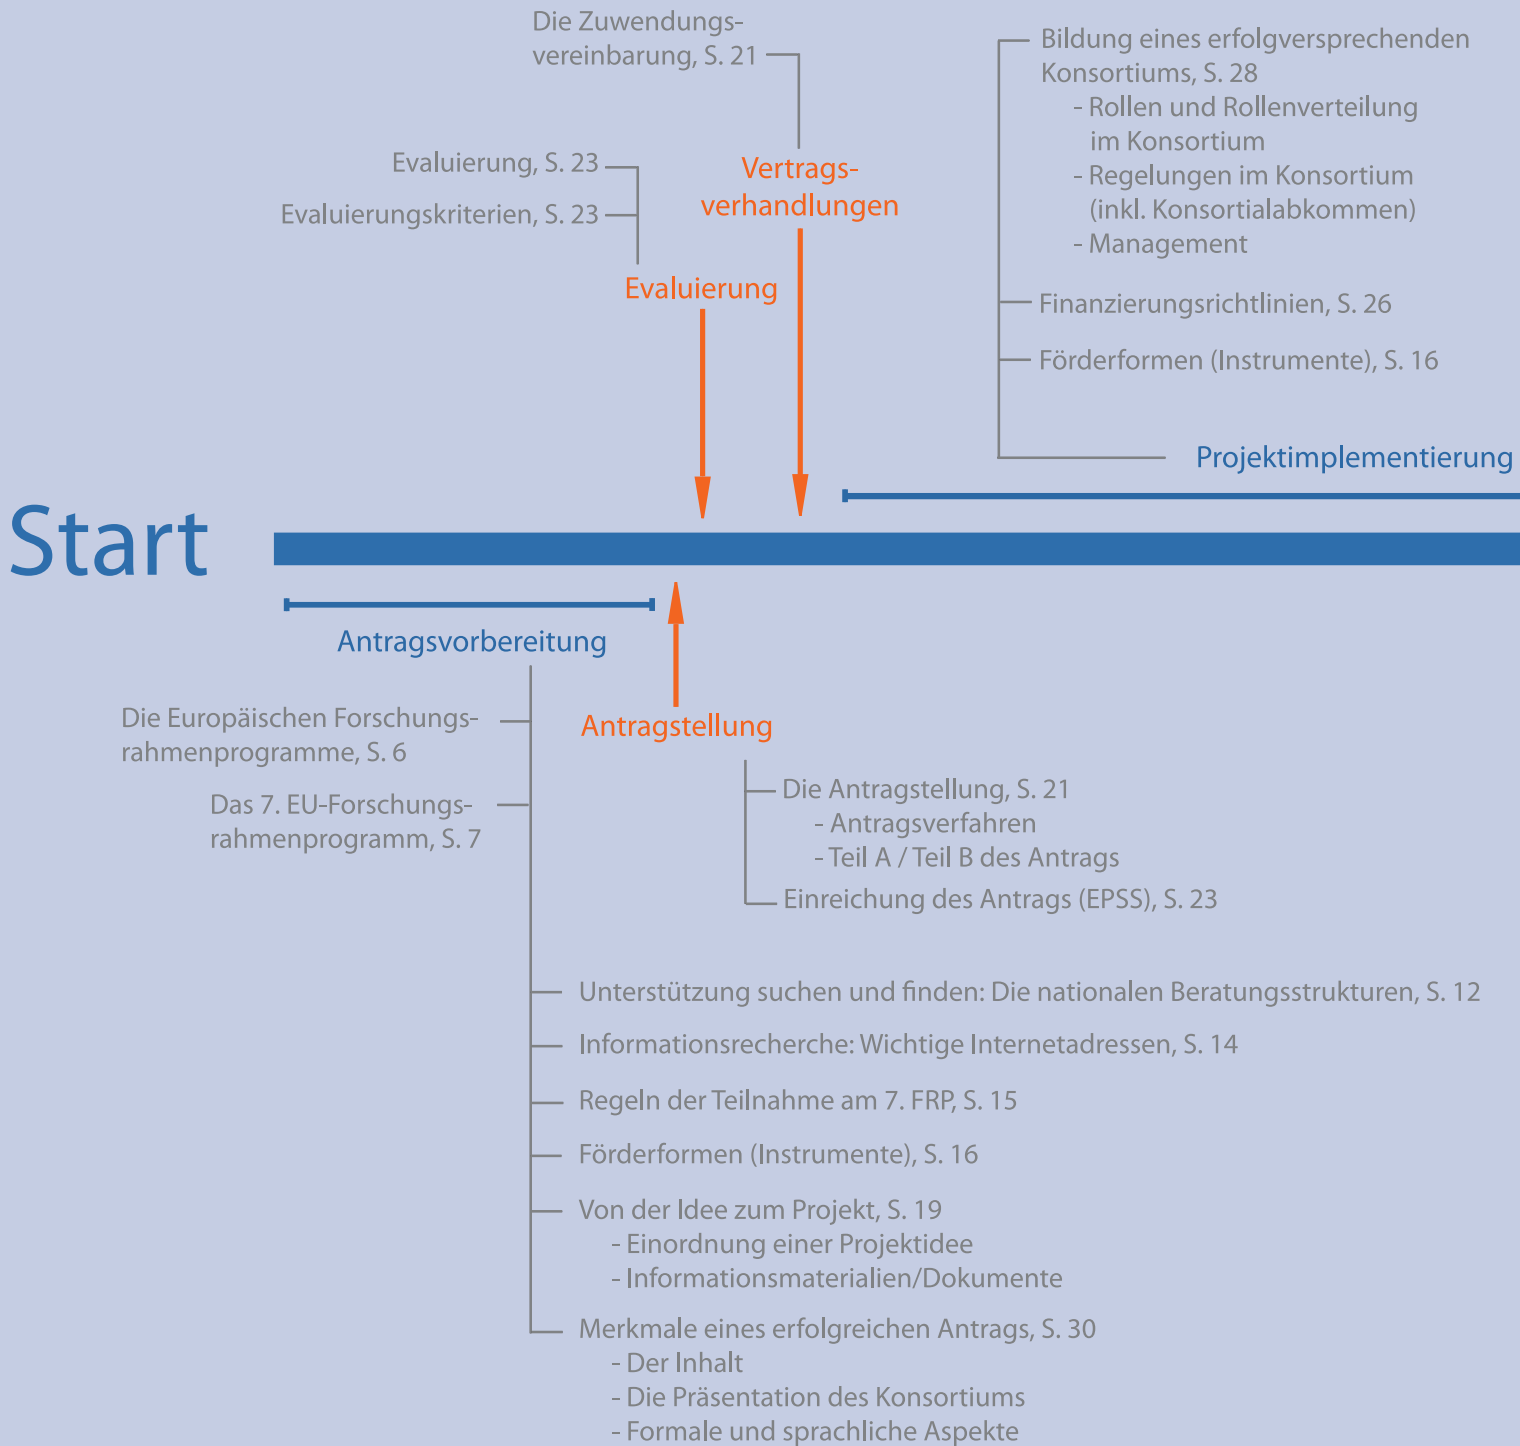 Die Zuwendungs-
vereinbarung, S. 21
Evaluierung, S. 23
Evaluierungskriterien, S. 23
Evaluierung
Vertrags-
verhandlungen
Bildung eines erfolgversprechenden
Konsortiums, S. 28
- Rollen und Rollenverteilung
im Konsortium
- Regelungen im Konsortium
(inkl. Konsortialabkommen)
- Management
Finanzierungsrichtlinien, S. 26
Förderformen (Instrumente), S. 16
Projektimplementierung
Start
Antragsvorbereitung
Die Europäischen Forschungs-
rahmenprogramme, S. 6
Das 7. EU-Forschungs-
rahmenprogramm, S. 7
Antragstellung
Die Antragstellung, S. 21
- Antragsverfahren
- Teil A / Teil B des Antrags
Einreichung des Antrags (EPSS), S. 23
Unterstützung suchen und finden: Die nationalen Beratungsstrukturen, S. 12
Informationsrecherche: Wichtige Internetadressen, S. 14
Regeln der Teilnahme am 7. FRP, S. 15
Förderformen (Instrumente), S. 16
Von der Idee zum Projekt, S. 19
- Einordnung einer Projektidee
- Informationsmaterialien/Dokumente
Merkmale eines erfolgreichen Antrags, S. 30
- Der Inhalt
- Die Präsentation des Konsortiums
- Formale und sprachliche Aspekte